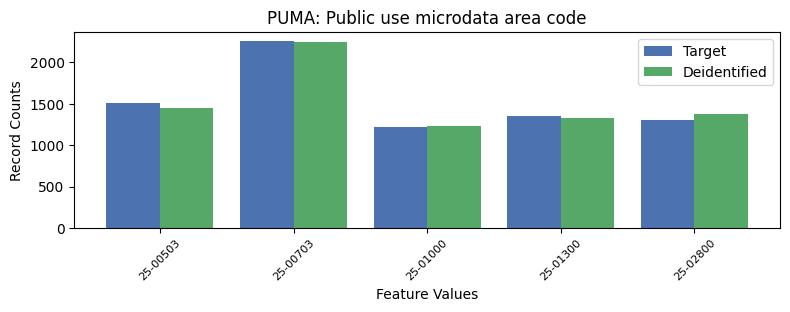 PUMA: Public use microdata area code
Target
Deidentified
Record Counts
2000
1500
1000
500
0
25-00503
25-00703
25-01000
25-01300
25-02800
Feature Values